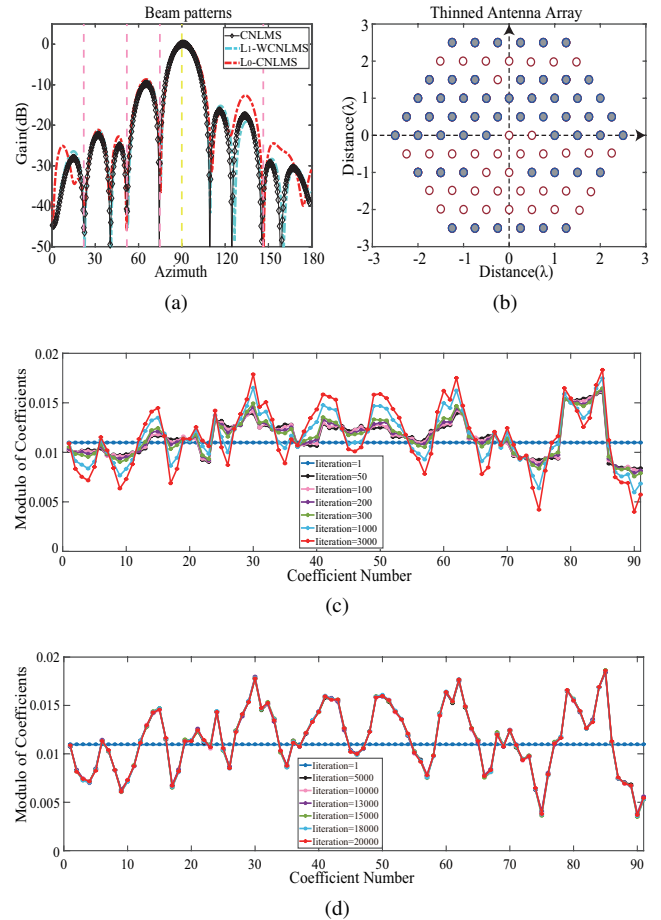 Beam patterns
CNLMS
L1-WCNLMS
L0-CNLMS
0
-10
-20
-30
-40
-50
Gain(dB)
0 30 60 90 120 150 180
Azimuth
(a)
Thinned Antenna Array
3
2
1
0
-1
-2
-3
Distance(λ)
-3 -2 -1 0 1 2 3
Distance(λ)
(b)
0.02
0.015
0.01
0.005
0
Modulo of Coefficients
Iiteration=1
Iiteration=50
Iiteration=100
Iiteration=200
Iiteration=300
Iiteration=1000
Iiteration=3000
0 10 20 30 40 50 60 70 80 90
Coefficient Number
(c)
0.02
0.015
0.01
0.005
0
Modulo of Coefficients
Iiteration=1
Iiteration=5000
Iiteration=10000
Iiteration=13000
Iiteration=15000
Iiteration=18000
Iiteration=20000
0 10 20 30 40 50 60 70 80 90
Coefficient Number
(d)